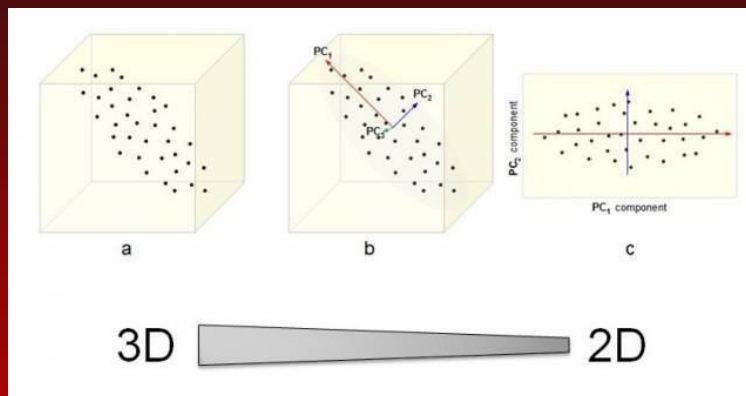 PC1
PC2
PC3
PC2 component
PC1 component
a
b
c
3D
2D